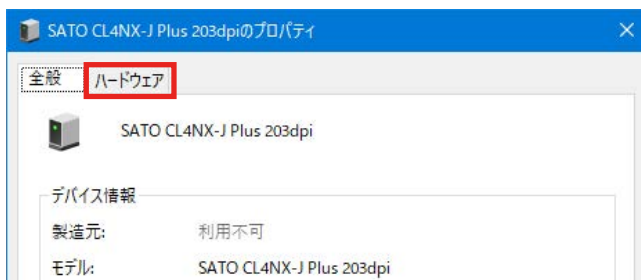 SATO CL4NX-J Plus 203dpiのプロパティ
全般 ハードウェア
SATO CL4NX-J Plus 203dpi
デバイス情報
製造元: 利用不可
モデル: SATO CL4NX-J Plus 203dpi